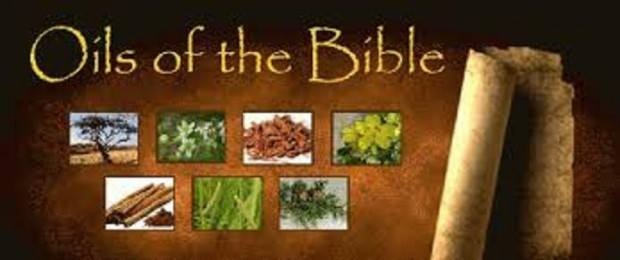 Oils of the Bible